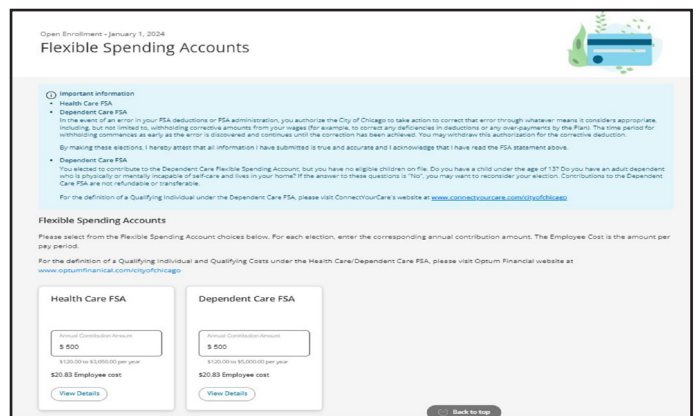 Open Enrollment - January 1, 2024
Flexible Spending Accounts
Important information
• Health Care FSA
• Dependent Care FSA
In the event of an error in your FSA deductions or FSA administration, you authorize the City of Chicago to take action to correct that error through whatever means it considers appropriate,
including, but not limited to, withholding corrective amounts from your wages (for example, to correct any deficiencies in deductions or any over-payments by the Plan). The time period for
withholding commences as early as the error is discovered and continues until the correction has been achieved. You may withdraw this authorization for the corrective deduction.
By making these elections, I hereby attest that all information I have submitted is true and accurate and I acknowledge that I have read the FSA statement above.
• Dependent Care FSA
You elected to contribute to the Dependent Care Flexible Spending Account, but you have no eligible children on file. Do you have a child under the age of 13? Do you have an adult dependent
who is physically or mentally incapable of self-care and lives in your home? If the answer to these questions is "No", you may want to reconsider your election. Contributions to the Dependent
Care FSA are not refundable or transferable.
For the definition of a Qualifying Individual under the Dependent Care FSA, please visit ConnectYourCare's website at www.connectyourcare.com/cityofchicago
Flexible Spending Accounts
Please select from the Flexible Spending Account choices below. For each election, enter the corresponding annual contribution amount. The Employee Cost is the amount per
pay period.
For the definition of a Qualifying Individual and Qualifying Costs under the Health Care/Dependent Care FSA, please visit Optum Financial website at
www.optumfinanical.com/cityofchicago
Health Care FSA
Annual Contribution Amount
$ 500
$120.00 to $3,050.00 per year
$20.83 Employee cost
View Details
Dependent Care FSA
Annual Contribution Amount
$ 500
$120.00 to $5,000.00 per year
$20.83 Employee cost
View Details
Back to top